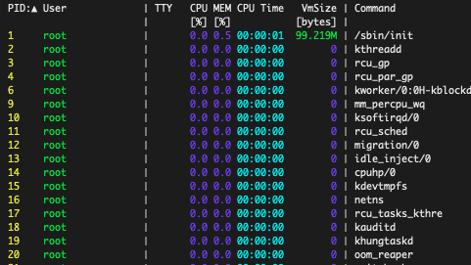 PID:▲ User | TTY CPU MEM CPU Time VmSize | Command
| [%] [%] [bytes] |
1 root | 0.0 0.5 00:00:01 99.219M | /sbin/init
2 root | 0.0 0.0 00:00:00 0 | kthreadd
3 root | 0.0 0.0 00:00:00 0 | rcu_gp
4 root | 0.0 0.0 00:00:00 0 | rcu_par_gp
6 root | 0.0 0.0 00:00:00 0 | kworker/0:0H-kblockd
9 root | 0.0 0.0 00:00:00 0 | mm_percpu_wq
10 root | 0.0 0.0 00:00:00 0 | ksoftirqd/0
11 root | 0.0 0.0 00:00:00 0 | rcu_sched
12 root | 0.0 0.0 00:00:00 0 | migration/0
13 root | 0.0 0.0 00:00:00 0 | idle_inject/0
14 root | 0.0 0.0 00:00:00 0 | cpuhp/0
15 root | 0.0 0.0 00:00:00 0 | kdevtmpfs
16 root | 0.0 0.0 00:00:00 0 | netns
17 root | 0.0 0.0 00:00:00 0 | rcu_tasks_kthre
18 root | 0.0 0.0 00:00:00 0 | kauditd
19 root | 0.0 0.0 00:00:00 0 | khungtaskd
20 root | 0.0 0.0 00:00:00 0 | oom_reaper